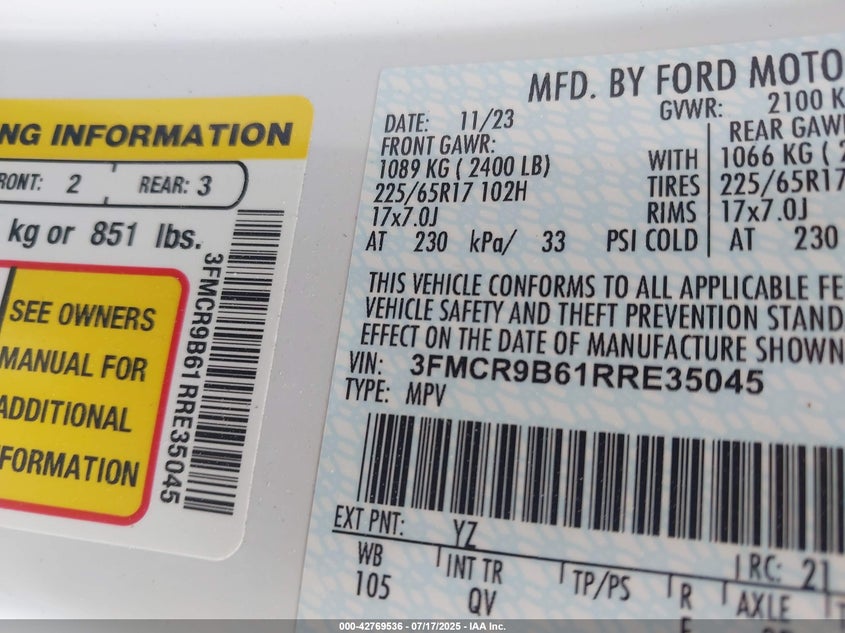 NG INFORMATION
RONT: 2 REAR: 3
kg or 851 lbs.
SEE OWNERS
MANUAL FOR
ADDITIONAL
FORMATION
3FMCR9B61RRE35045
MFD. BY FORD MOTO
DATE: 11/23 GVWR: 2100 K
FRONT GAWR: REAR GAWR
1089 KG ( 2400 LB) WITH 1066 KG ( 2
225/65R17 102H TIRES 225/65R17
17x7.0J RIMS 17x7.0J
AT 230 kPa/ 33 PSI COLD AT 230
THIS VEHICLE CONFORMS TO ALL APPLICABLE FE
VEHICLE SAFETY AND THEFT PREVENTION STAND
EFFECT ON THE DATE OF MANUFACTURE SHOWN
VIN: 3FMCR9B61RRE35045
TYPE: MPV
EXT PNT: YZ RC: 21
WB INT TR TP/PS R AXLE
105 QV
000-42769536 | 07/17/2025 | IAA Inc.